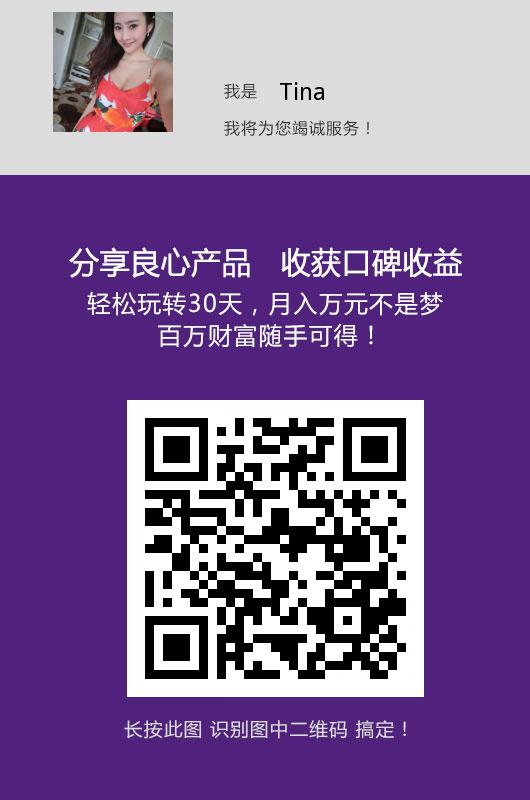 我是 Tina
我将为您竭诚服务！
分享良心产品 收获口碑收益
轻松玩转30天，月入万元不是梦
百万财富随手可得！
长按此图 识别图中二维码 搞定！